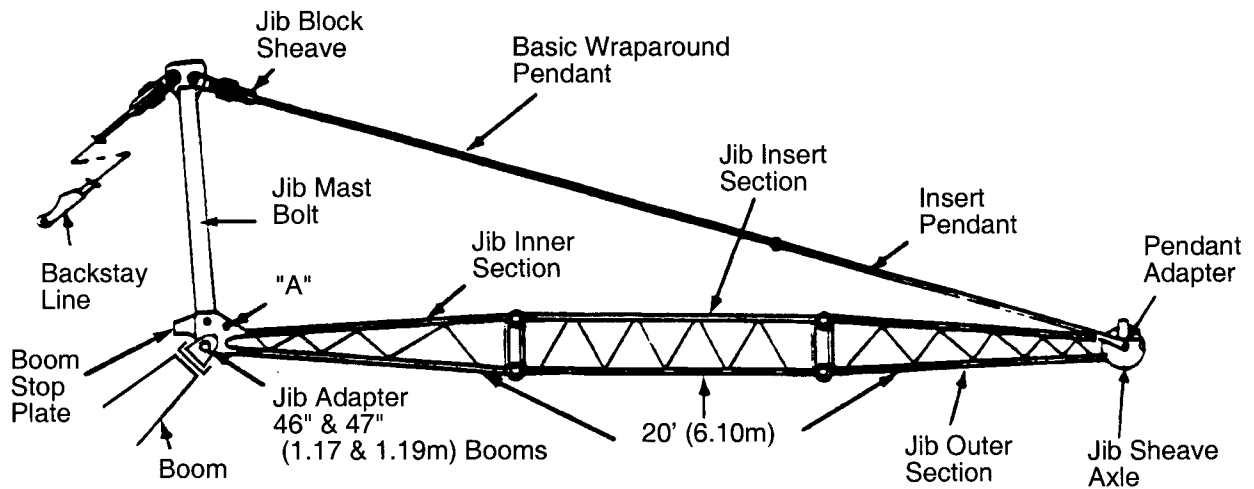 Jib Block
Sheave
Basic Wraparound
Pendant
Jib Insert
Section
Jib Mast
Bolt
Insert
Pendant
Jib Inner
Section
Pendant
Adapter
Backstay
Line
"A"
Boom
Stop
Plate
Jib Adapter
46" & 47"
(1.17 & 1.19m) Booms
20' (6.10m)
Boom
Jib Outer
Section
Jib Sheave
Axle